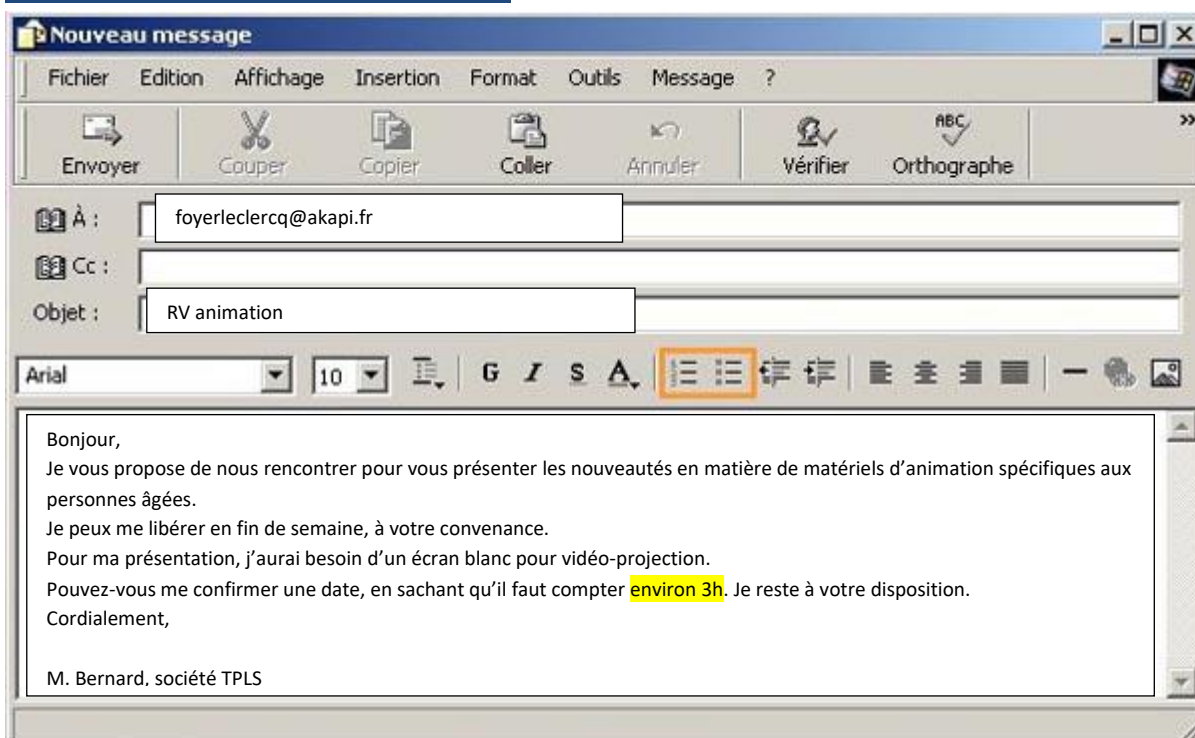 Nouveau message
Fichier Edition Affichage Insertion Format Outils Message ?
Envoyer Couper Copier Coller Annuler Vérifier ABC Orthographe »
À : foyerleclercq@akapi.fr
Cc :
Objet : RV animation
Arial 10 G I S A
Bonjour,
Je vous propose de nous rencontrer pour vous présenter les nouveautés en matière de matériels d’animation spécifiques aux
personnes âgées.
Je peux me libérer en fin de semaine, à votre convenance.
Pour ma présentation, j’aurai besoin d’un écran blanc pour vidéo-projection.
Pouvez-vous me confirmer une date, en sachant qu’il faut compter environ 3h. Je reste à votre disposition.
Cordialement,
M. Bernard, société TPLS